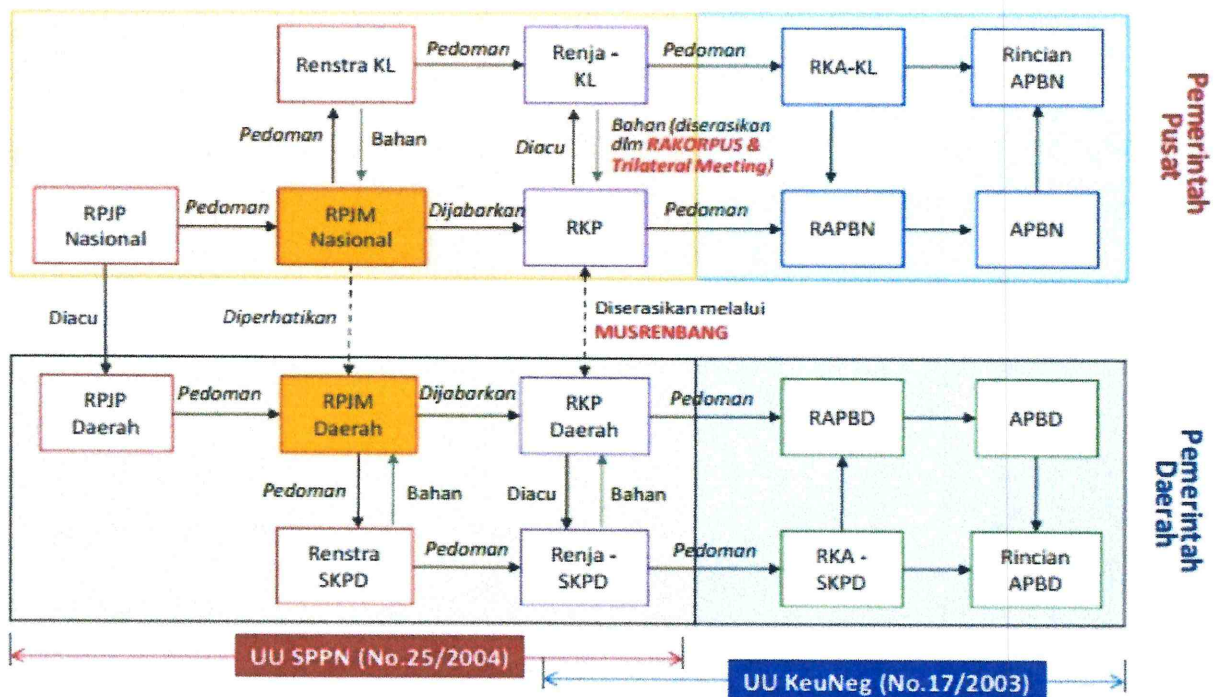 Renstra KL
Pedoman
Renja -
KL
Pedoman
RKA-KL
Rincian
APBN
Pedoman
Bahan
Diacu
Bahan (diserasikan
dlm RAKORPUS &
Trilateral Meeting)
RPJP
Nasional
Pedoman
RPJM
Nasional
Dijabarkan
RKP
Pedoman
RAPBN
APBN
Pemerintah
Pusat
Diacu
Diperhatikan
Diserasikan melalui
MUSRENBANG
RPJP
Daerah
Pedoman
RPJM
Daerah
Dijabarkan
RKP
Daerah
Pedoman
RAPBD
APBD
Pedoman
Bahan
Diacu
Bahan
Renstra
SKPD
Pedoman
Renja -
SKPD
Pedoman
RKA -
SKPD
Rincian
APBD
Pemerintah
Daerah
UU SPPN (No.25/2004)
UU KeuNeg (No.17/2003)